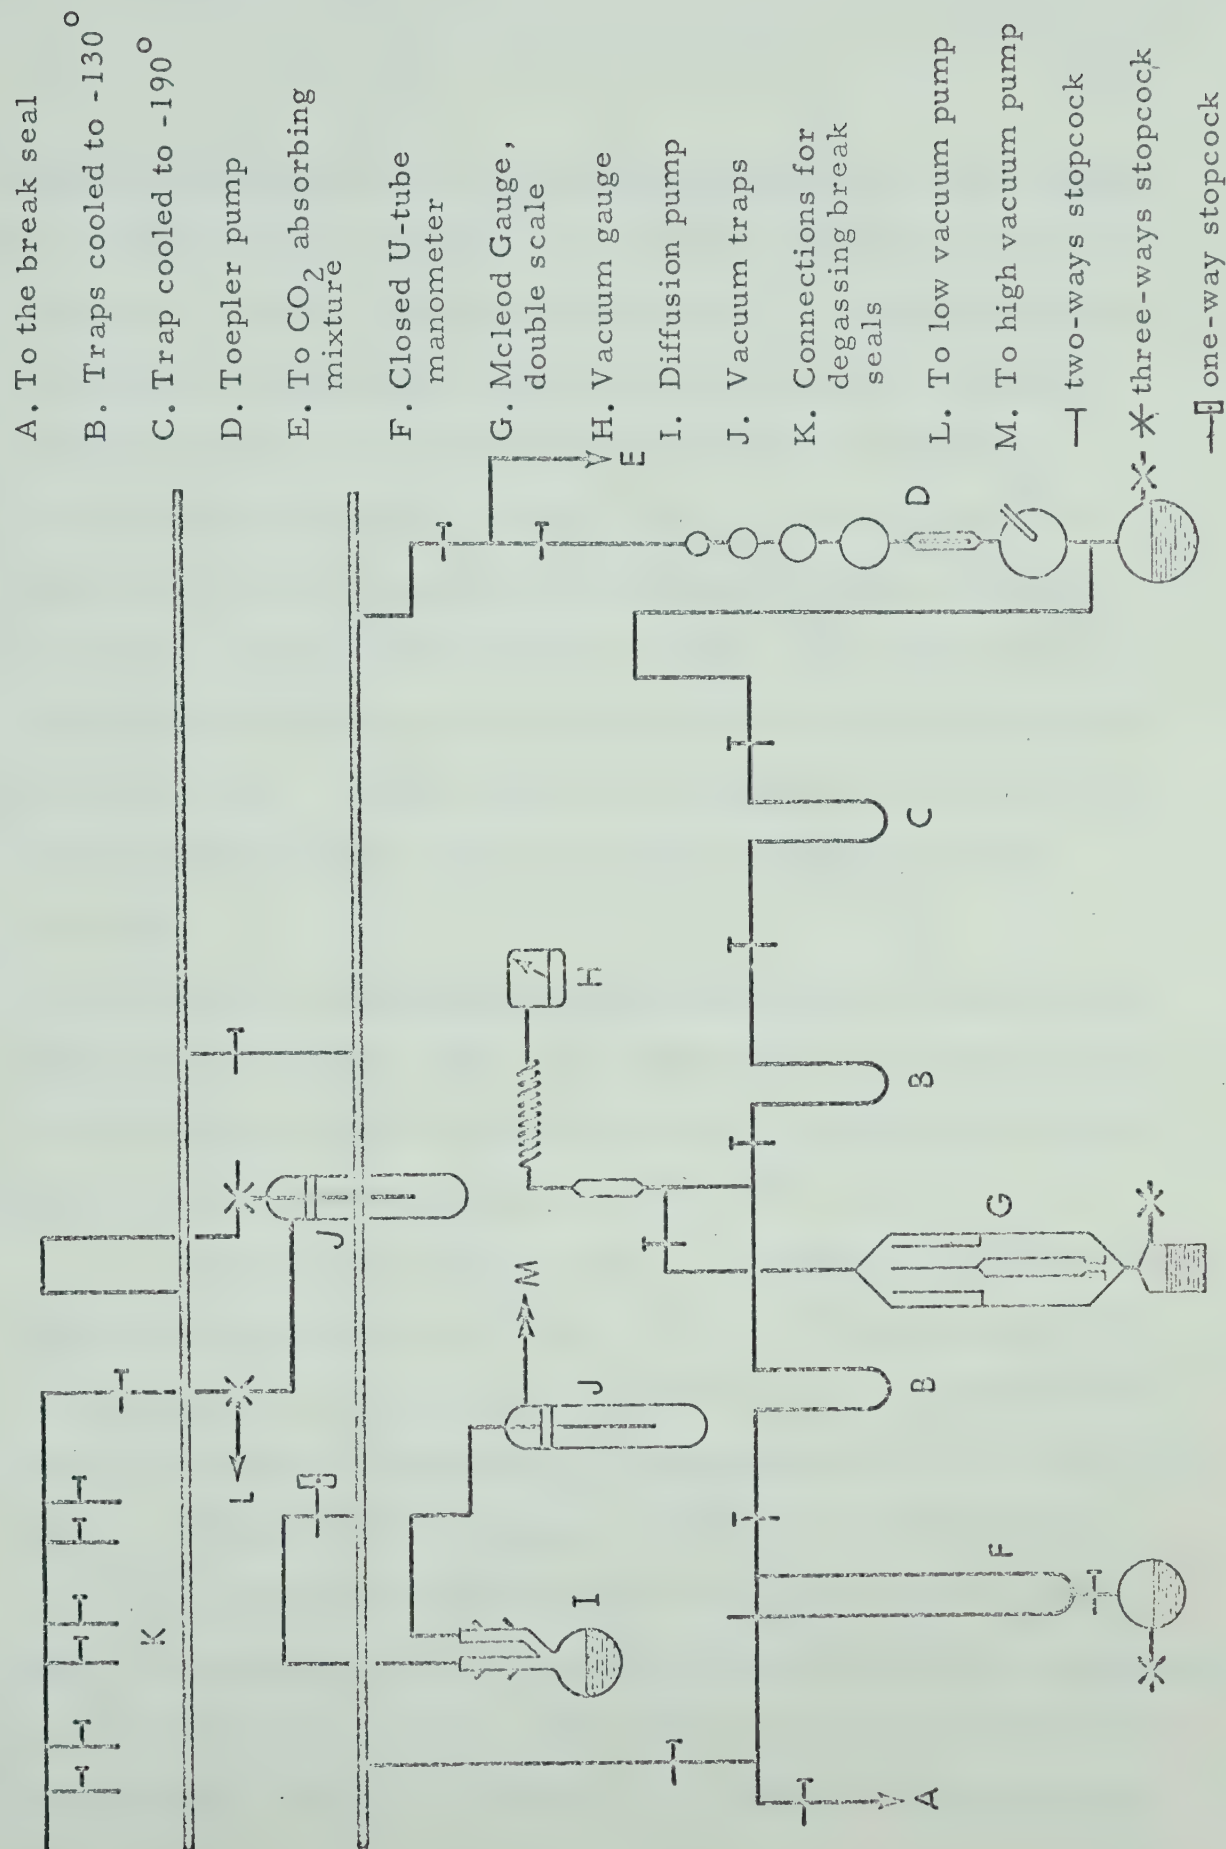 A. To the break seal
B. Traps cooled to -130°
C. Trap cooled to -190°
D. Toepler pump
E. To CO₂ absorbing
mixture
F. Closed U-tube
manometer
G. Mcleod Gauge,
double scale
H. Vacuum gauge
I. Diffusion pump
J. Vacuum traps
K. Connections for
degassing break
seals
L. To low vacuum pump
M. To high vacuum pump
two-ways stopcock
three-ways stopcock
one-way stopcock
K
L
J
E
M
H
J
I
D
C
B
G
B
F
A